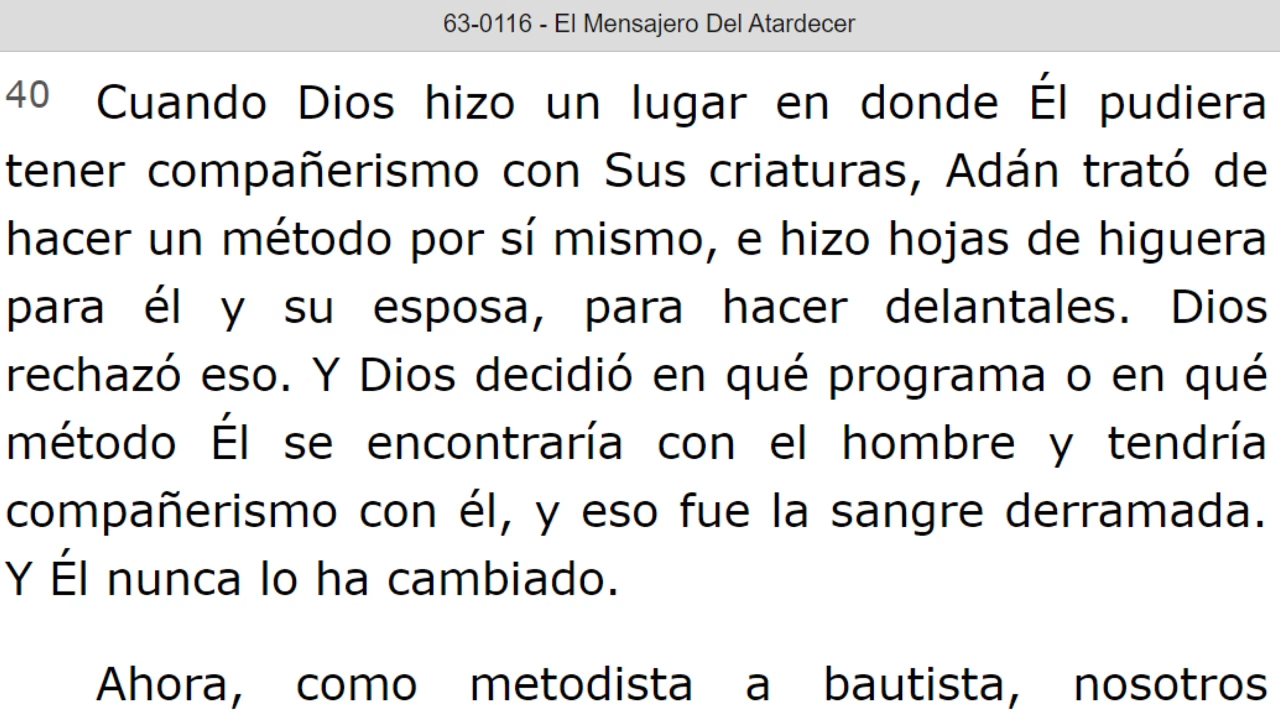 63-0116 - El Mensajero Del Atardecer
40 Cuando Dios hizo un lugar en donde Él pudiera
tener compañerismo con Sus criaturas, Adán trató de
hacer un método por sí mismo, e hizo hojas de higuera
para él y su esposa, para hacer delantales. Dios
rechazó eso. Y Dios decidió en qué programa o en qué
método Él se encontraría con el hombre y tendría
compañerismo con él, y eso fue la sangre derramada.
Y Él nunca lo ha cambiado.
Ahora, como metodista a bautista, nosotros